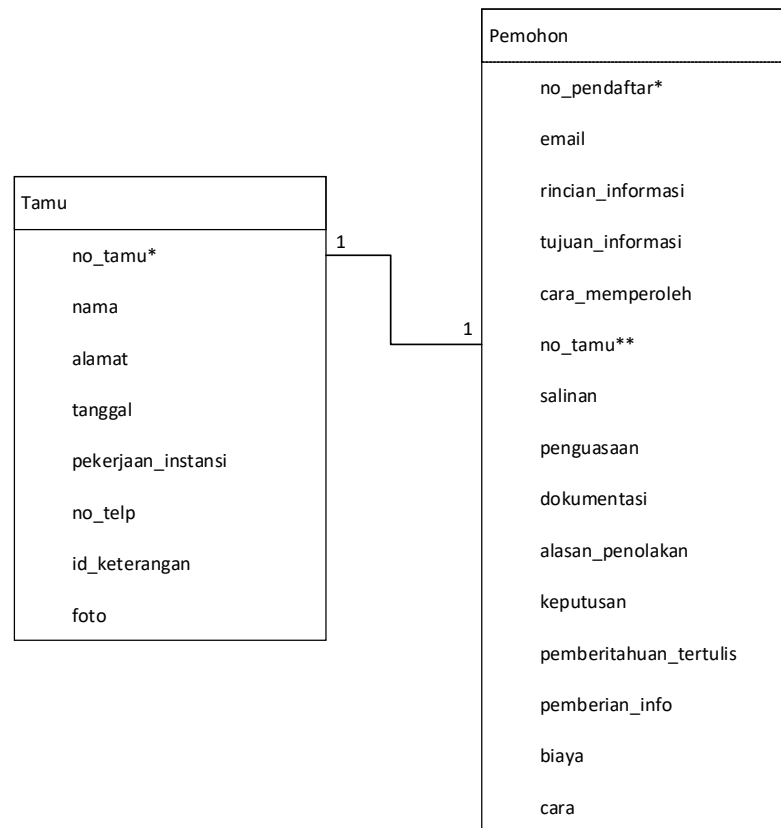 Tamu
no_tamu*
nama
alamat
tanggal
pekerjaan_instansi
no_telp
id_keterangan
foto
1
1
Pemohon
no_pendaftar*
email
rincian_informasi
tujuan_informasi
cara_memperoleh
no_tamu**
salinan
penguasaan
dokumentasi
alasan_penolakan
keputusan
pemberitahuan_tertulis
pemberian_info
biaya
cara